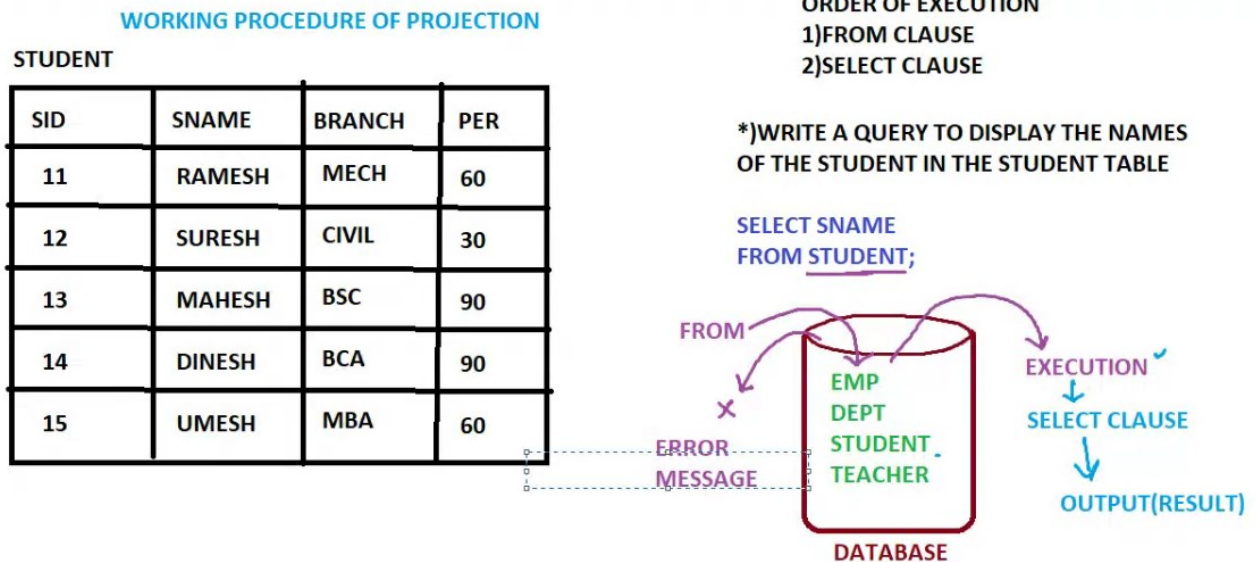 WORKING PROCEDURE OF PROJECTION
STUDENT
SID SNAME BRANCH PER
11 RAMESH MECH 60
12 SURESH CIVIL 30
13 MAHESH BSC 90
14 DINESH BCA 90
15 UMESH MBA 60
ORDER OF EXECUTION
1)FROM CLAUSE
2)SELECT CLAUSE
*)WRITE A QUERY TO DISPLAY THE NAMES
OF THE STUDENT IN THE STUDENT TABLE
SELECT SNAME
FROM STUDENT;
FROM
ERROR
MESSAGE
EMP
DEPT
STUDENT
TEACHER
DATABASE
EXECUTION
SELECT CLAUSE
OUTPUT(RESULT)